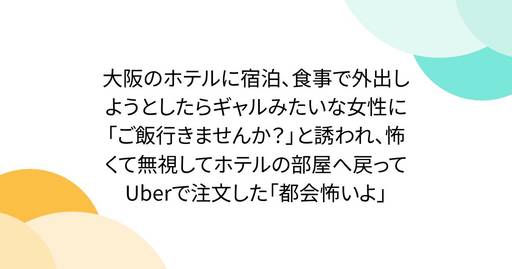 大阪のホテルに宿泊、食事で外出し
ようとしたらギャルみたいな女性に
「ご飯行きませんか？」と誘われ、怖
くて無視してホテルの部屋へ戻って
Uberで注文した「都会怖いよ」